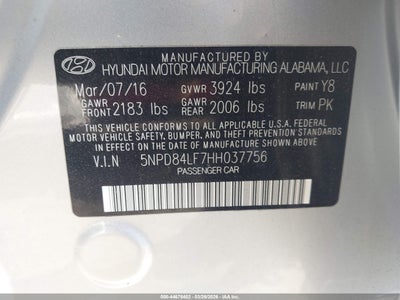 MANUFACTURED BY
HYUNDAI MOTOR MANUFACTURING ALABAMA, LLC
Mar/07/16 GVWR 3924 lbs PAINT Y8
GAWR FRONT 2183 lbs GAWR REAR 2006 lbs TRIM PK
THIS VEHICLE CONFORMS TO ALL APPLICABLE U.S. FEDERAL
MOTOR VEHICLE SAFETY, BUMPER, AND THEFT PREVENTION
STANDARDS IN EFFECT ON THE DATE OF MANUFACTURE SHOWN ABOVE.
V.I.N 5NPD84LF7HH037756
PASSENGER CAR